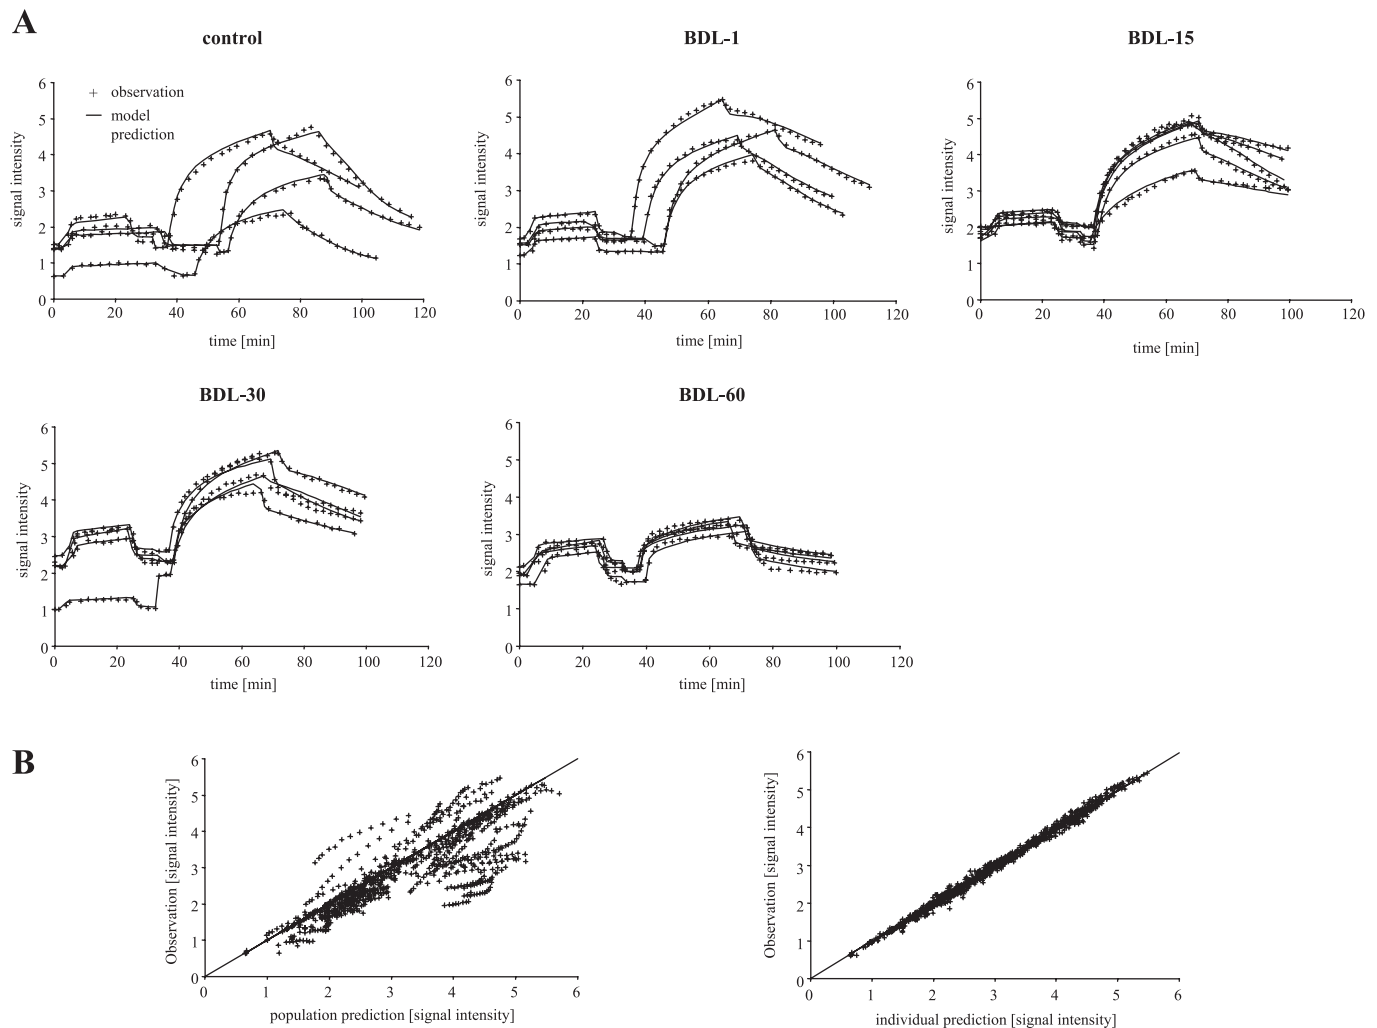 A
control
BDL-1
BDL-15
6
5
4
3
2
1
0
signal intensity
+ observation
— model
prediction
0 20 40 60 80 100 120
time [min]
6
5
4
3
2
1
0
signal intensity
0 20 40 60 80 100 120
time [min]
6
5
4
3
2
1
0
signal intensity
0 20 40 60 80 100 120
time [min]
BDL-30
BDL-60
6
5
4
3
2
1
0
signal intensity
0 20 40 60 80 100 120
time [min]
6
5
4
3
2
1
0
signal intensity
0 20 40 60 80 100 120
time [min]
B
6
5
4
3
2
1
0
Observation [signal intensity]
0 1 2 3 4 5 6
population prediction [signal intensity]
6
5
4
3
2
1
0
Observation [signal intensity]
0 1 2 3 4 5 6
individual prediction [signal intensity]